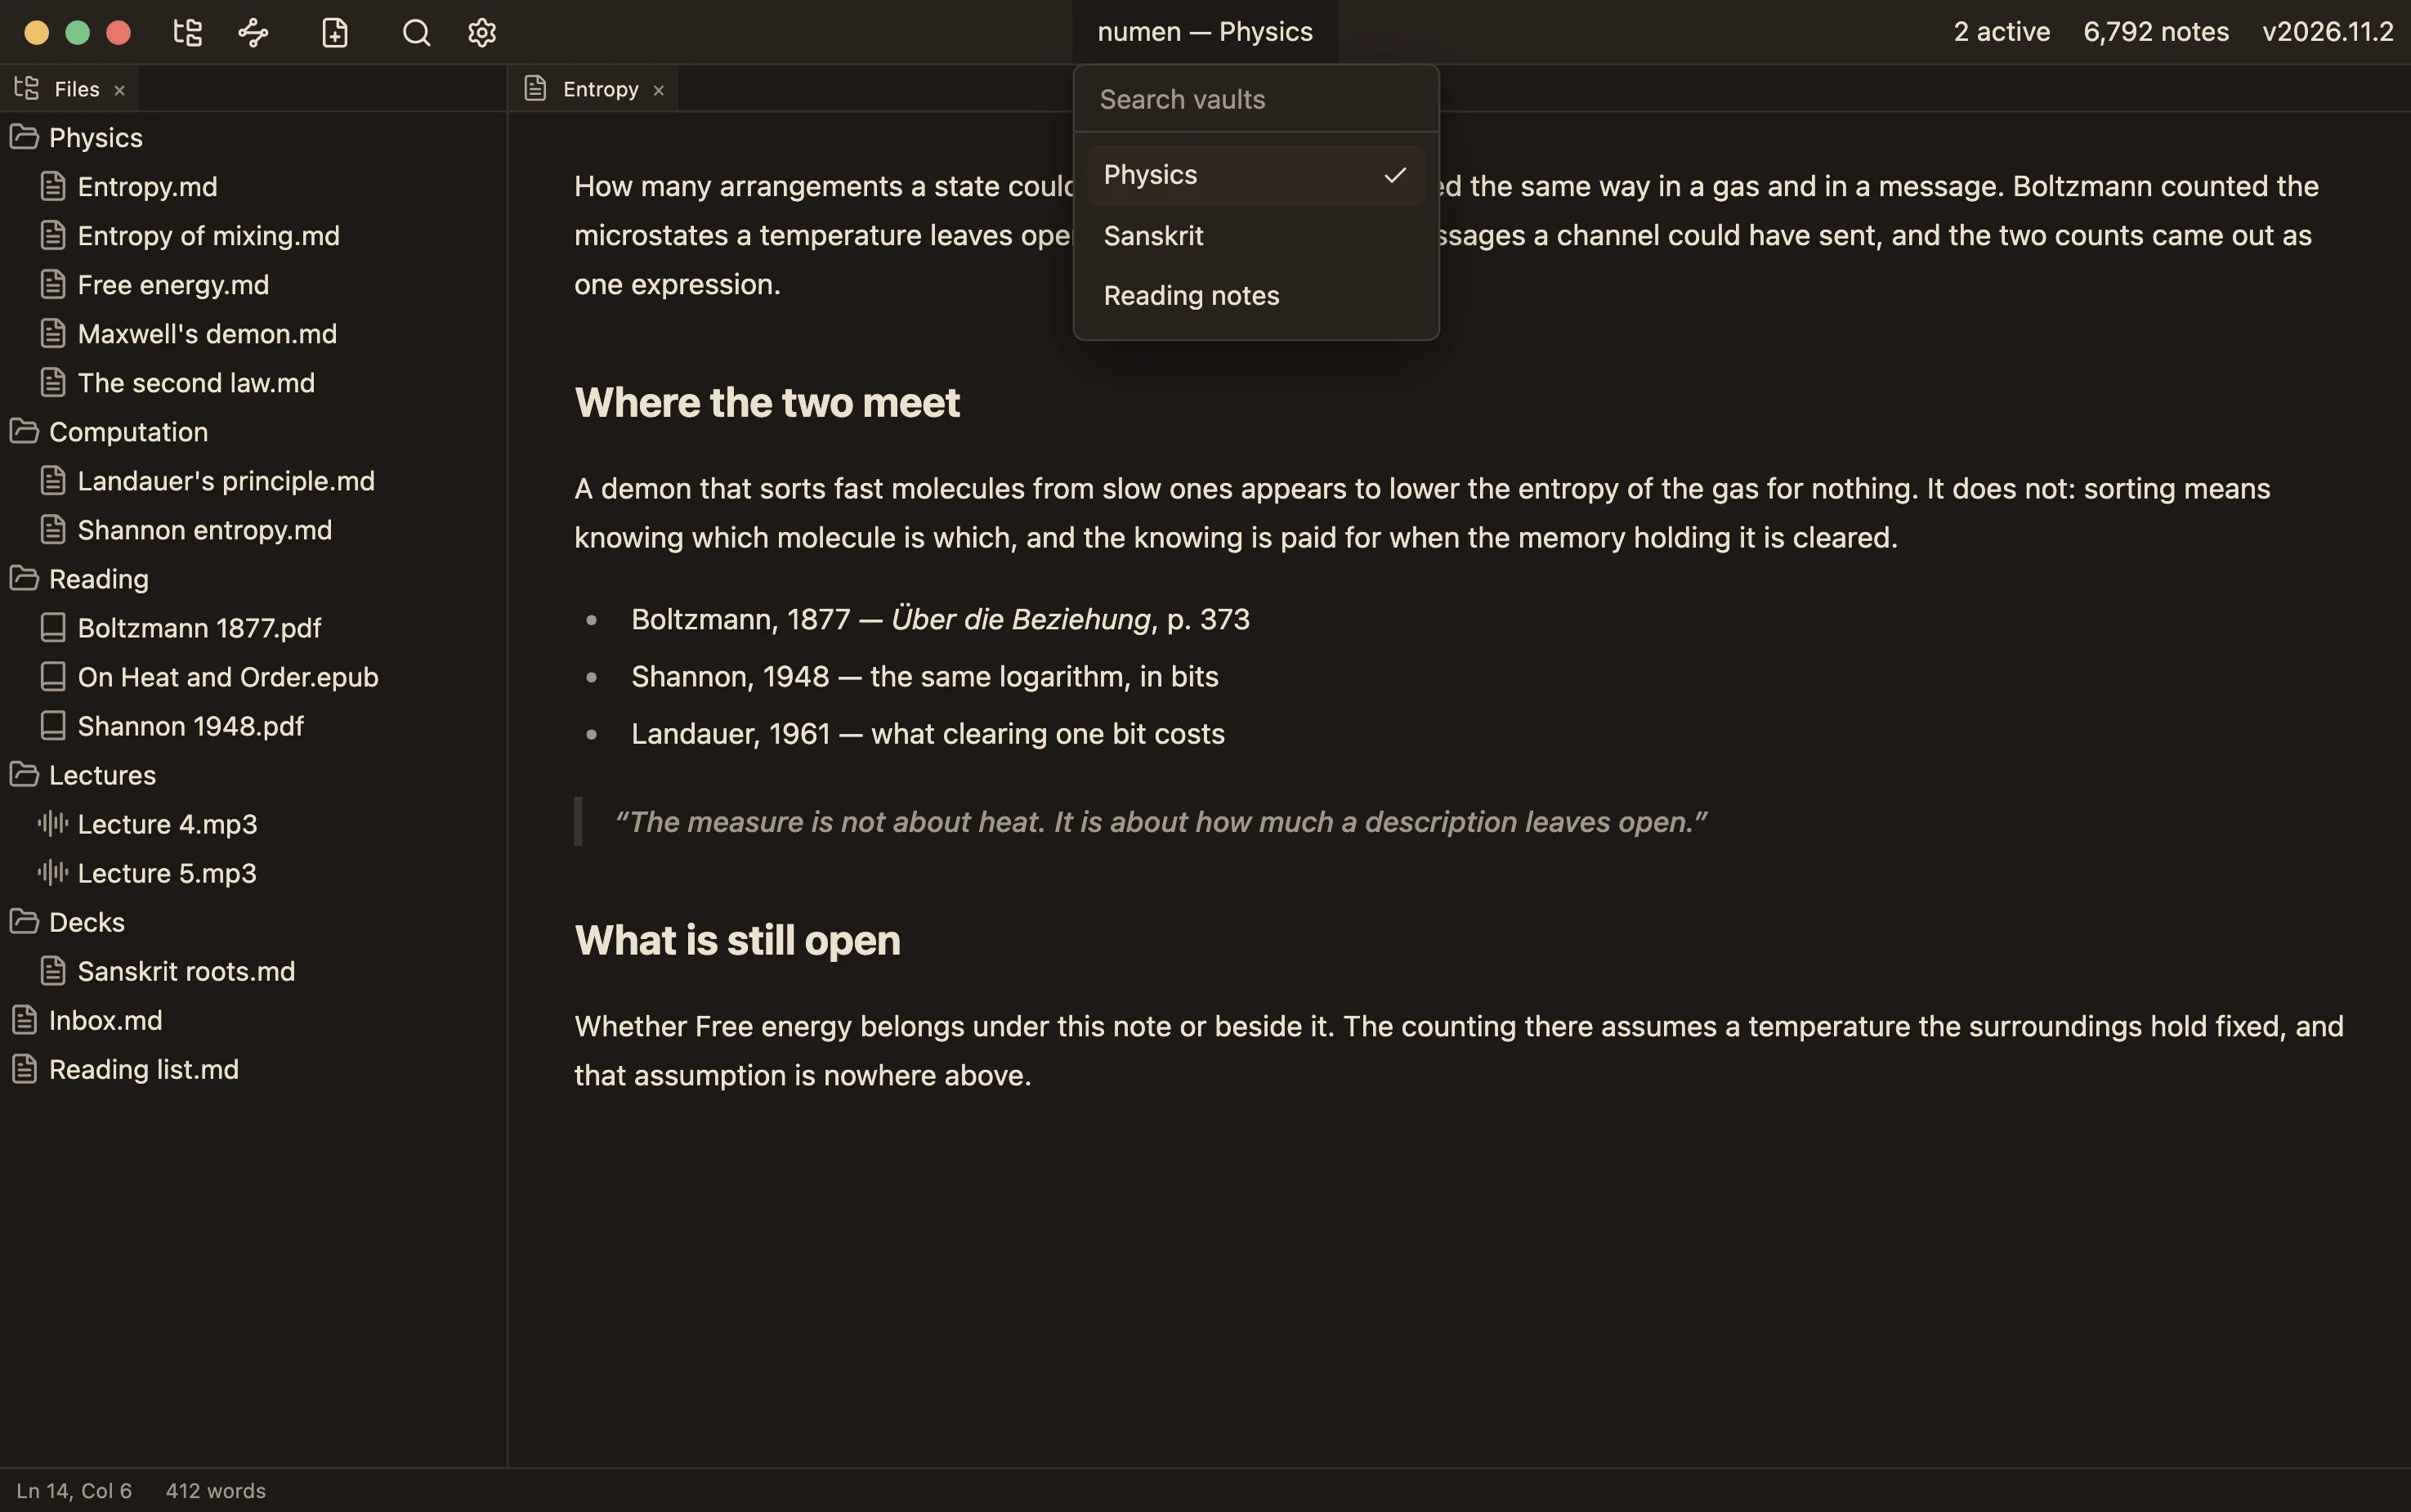 numen — Physics
2 active 6,792 notes v2026.11.2
Files ×
Entropy ×
Search vaults
Physics
Sanskrit
Reading notes
Physics
Entropy.md
Entropy of mixing.md
Free energy.md
Maxwell's demon.md
The second law.md
Computation
Landauer's principle.md
Shannon entropy.md
Reading
Boltzmann 1877.pdf
On Heat and Order.epub
Shannon 1948.pdf
Lectures
Lecture 4.mp3
Lecture 5.mp3
Decks
Sanskrit roots.md
Inbox.md
Reading list.md
How many arrangements a state the same way in a gas and in a message. Boltzmann counted the
microstates a temperature leaves a channel could have sent, and the two counts came out as
one expression.
Where the two meet
A demon that sorts fast molecules from slow ones appears to lower the entropy of the gas for nothing. It does not: sorting means
knowing which molecule is which, and the knowing is paid for when the memory holding it is cleared.
• Boltzmann, 1877 — Über die Beziehung, p. 373
• Shannon, 1948 — the same logarithm, in bits
• Landauer, 1961 — what clearing one bit costs
“The measure is not about heat. It is about how much a description leaves open.”
What is still open
Whether Free energy belongs under this note or beside it. The counting there assumes a temperature the surroundings hold fixed, and
that assumption is nowhere above.
Ln 14, Col 6 412 words